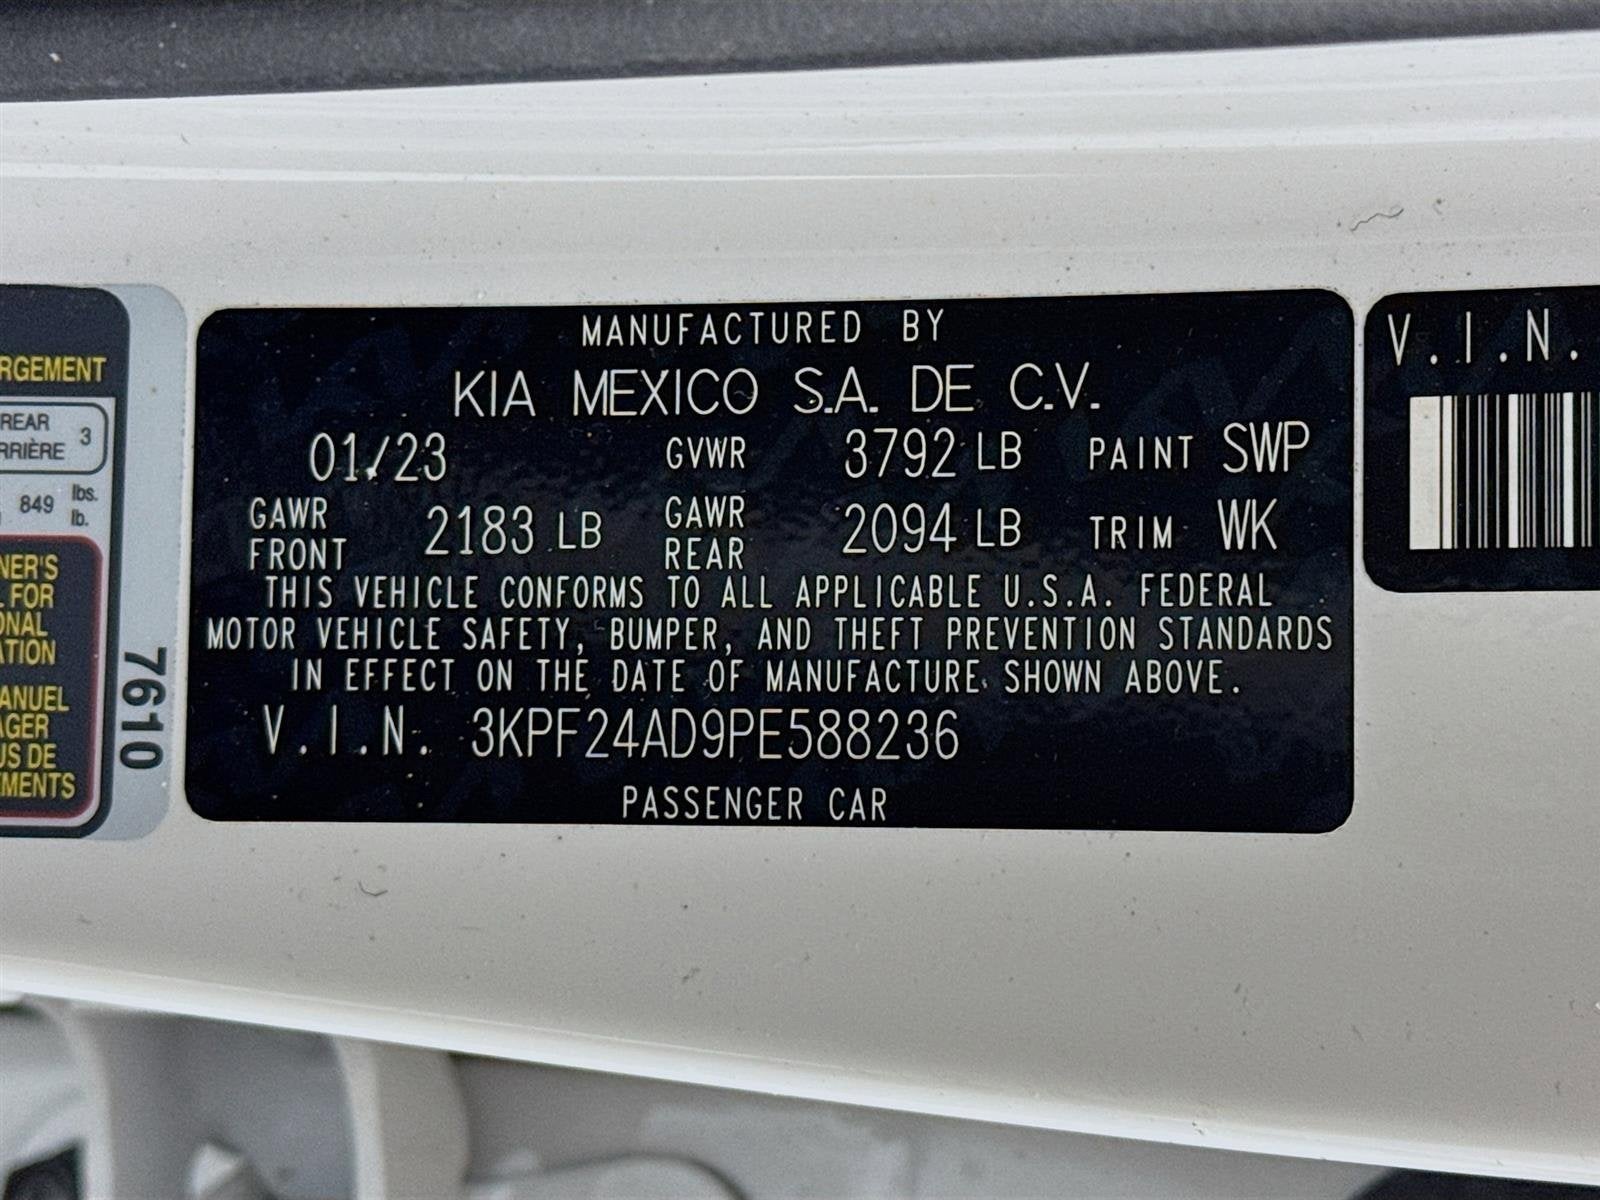 MANUFACTURED BY
KIA MEXICO S.A. DE C.V.
01/23 GVWR 3792 LB PAINT SWP
GAWR FRONT 2183 LB GAWR REAR 2094 LB TRIM WK
THIS VEHICLE CONFORMS TO ALL APPLICABLE U.S.A. FEDERAL
MOTOR VEHICLE SAFETY, BUMPER, AND THEFT PREVENTION STANDARDS
IN EFFECT ON THE DATE OF MANUFACTURE SHOWN ABOVE.
V.I.N. 3KPF24AD9PE588236
PASSENGER CAR
V.I.N.
RGEMENT
REAR
RRIÈRE 3
849 lbs.
lb.
NER'S
FOR
ONAL
ATION
ANUEL
AGER
US DE
EMENTS
7610